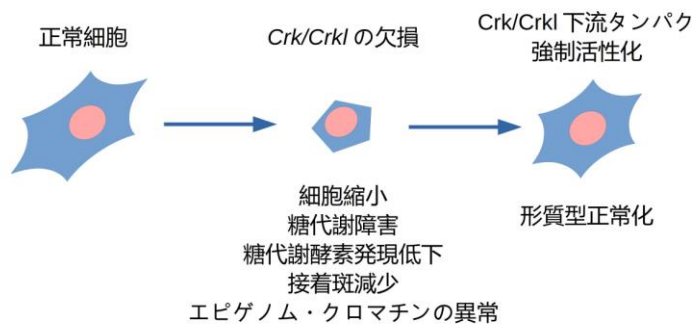 正常細胞
Crk/Crkl の欠損
Crk/Crkl 下流タンパク
強制活性化
細胞縮小
糖代謝障害
糖代謝酵素発現低下
接着斑減少
エピゲノム・クロマチンの異常
形質型正常化